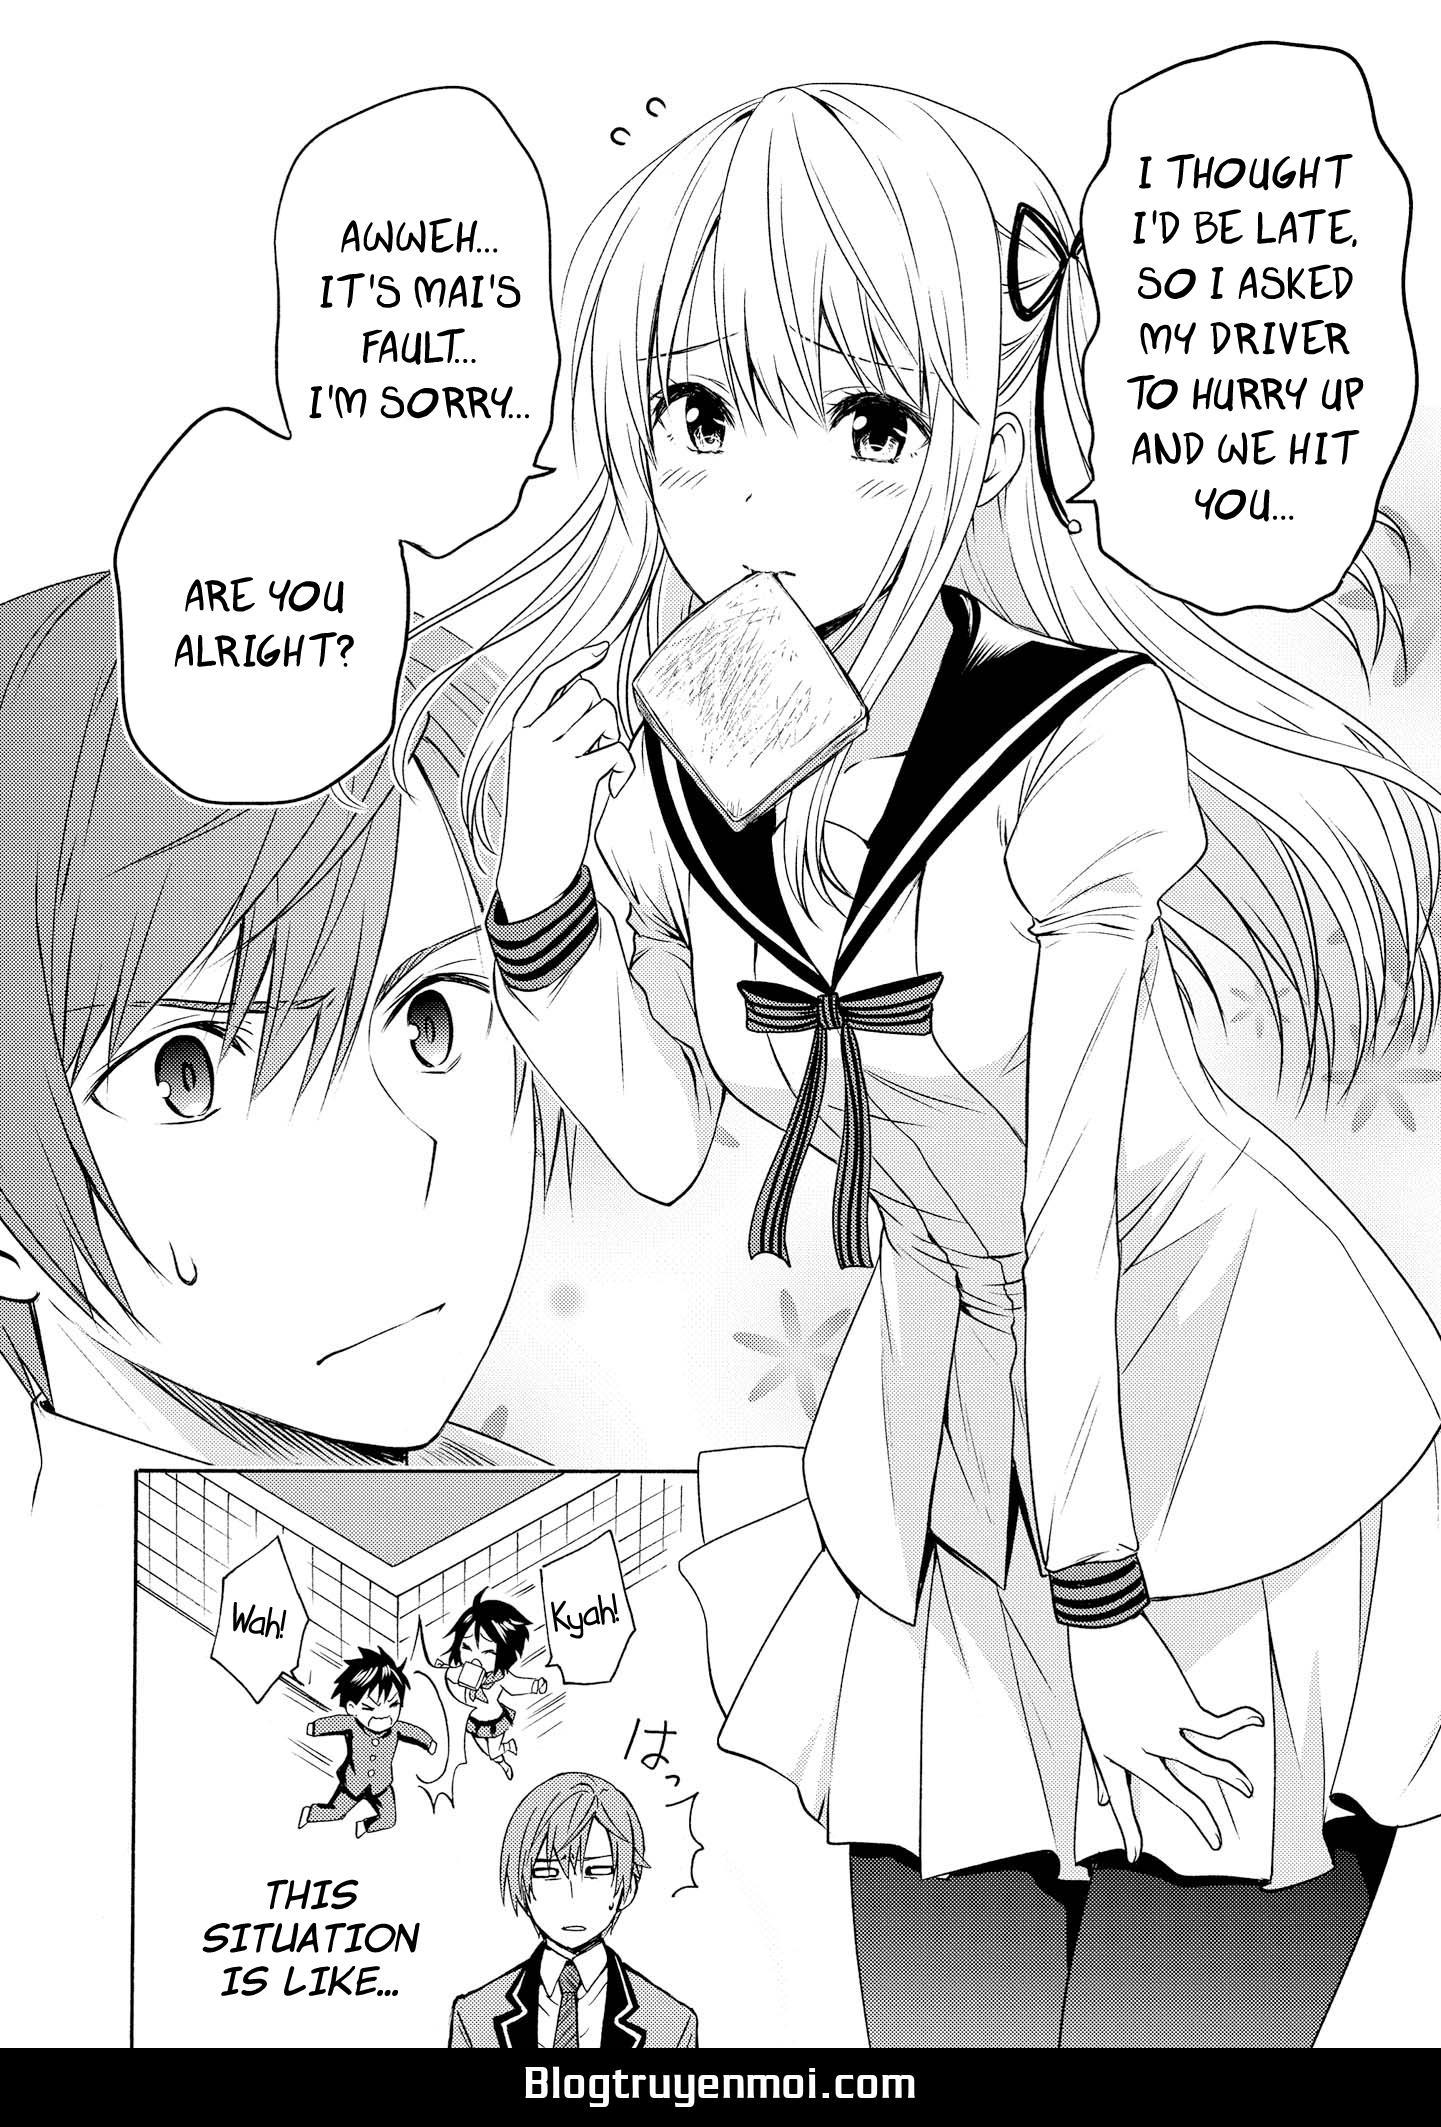 I THOUGHT
I'D BE LATE,
SO I ASKED
MY DRIVER
TO HURRY UP
AND WE HIT
YOU...
AWWEH...
IT'S MAI'S
FAULT...
I'M SORRY...
ARE YOU
ALRIGHT?
Kyah!
Wah!
はっ
THIS
SITUATION
IS LIKE...
Blogtruyenmoi.com